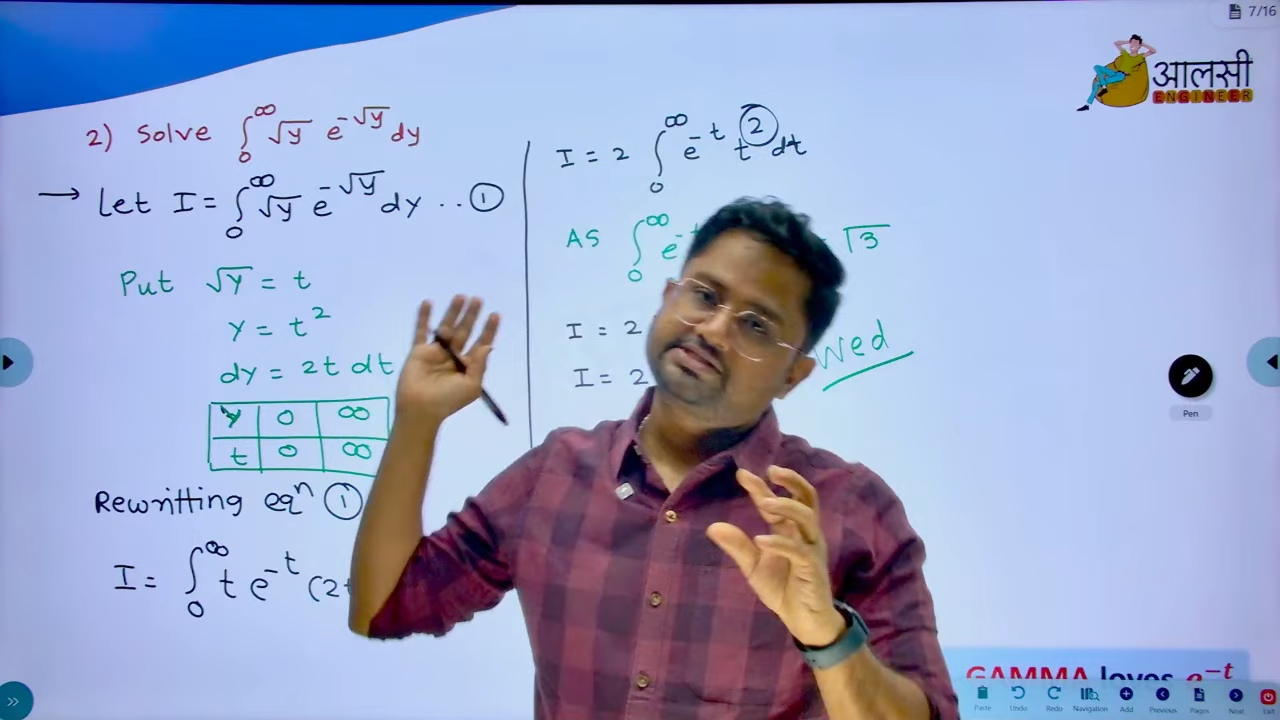 7/16
आलसी
ENGINEER
2) Solve ∫₀^∞ √y e^{-√y} dy
→ Let I = ∫₀^∞ √y e^{-√y} dy .. ①
Put √y = t
y = t²
dy = 2t dt
y 0 ∞
t 0 ∞
Rewritting eqⁿ ①
I = ∫₀^∞ t e^{-t} (2
I = 2 ∫₀^∞ e^{-t} t² dt
As ∫₀^∞ e √3
I = 2
I = 2 Wed
Pen
GAMMA loves e^{-t}
Paste Undo Redo Navigation Add Previous Pages Next Exit